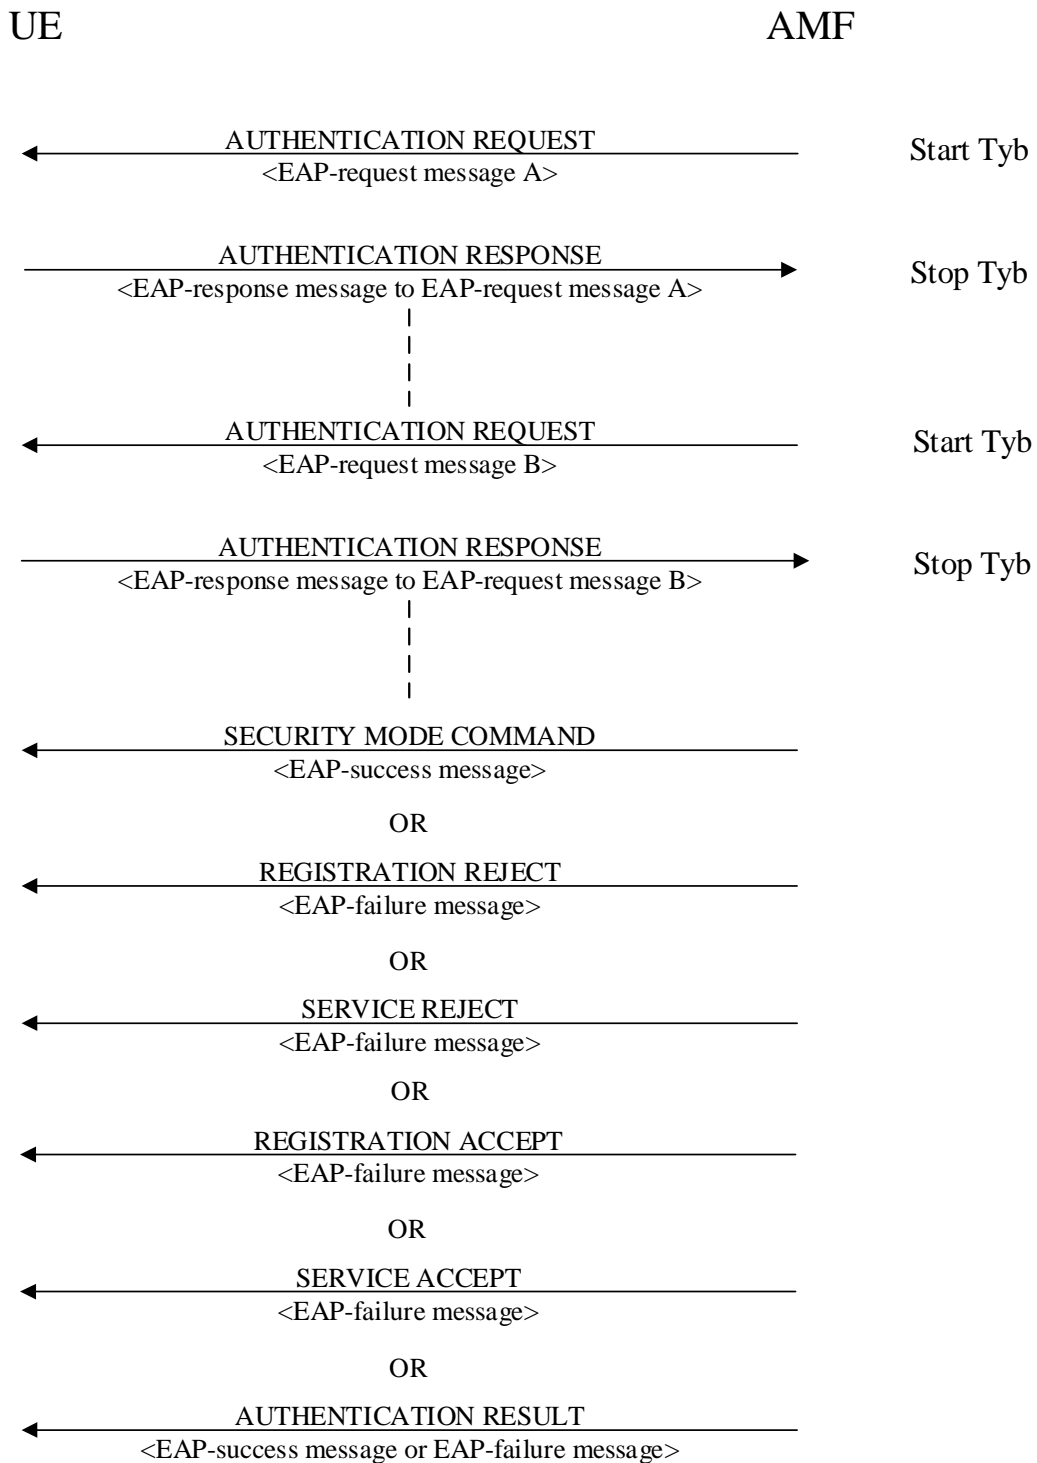 UE
AMF
AUTHENTICATION REQUEST
<EAP-request message A>
Start Tyb
AUTHENTICATION RESPONSE
<EAP-response message to EAP-request message A>
Stop Tyb
AUTHENTICATION REQUEST
<EAP-request message B>
Start Tyb
AUTHENTICATION RESPONSE
<EAP-response message to EAP-request message B>
Stop Tyb
SECURITY MODE COMMAND
<EAP-success message>
OR
REGISTRATION REJECT
<EAP-failure message>
OR
SERVICE REJECT
<EAP-failure message>
OR
REGISTRATION ACCEPT
<EAP-failure message>
OR
SERVICE ACCEPT
<EAP-failure message>
OR
AUTHENTICATION RESULT
<EAP-success message or EAP-failure message>